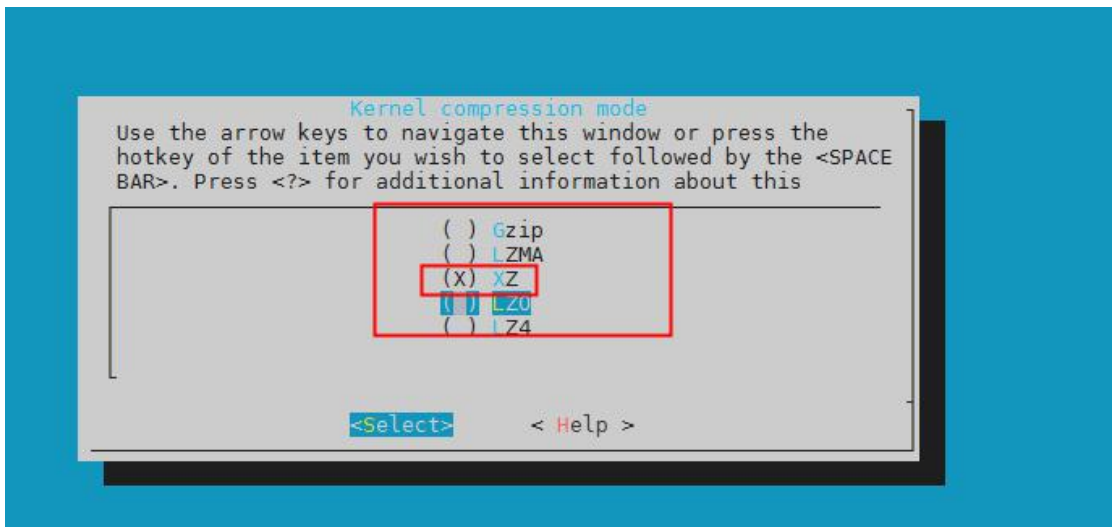 Kernel compression mode
Use the arrow keys to navigate this window or press the
hotkey of the item you wish to select followed by the <SPACE
BAR>. Press <?> for additional information about this
( ) Gzip
( ) LZMA
(X) XZ
( ) LZO
( ) LZ4
<Select> < Help >